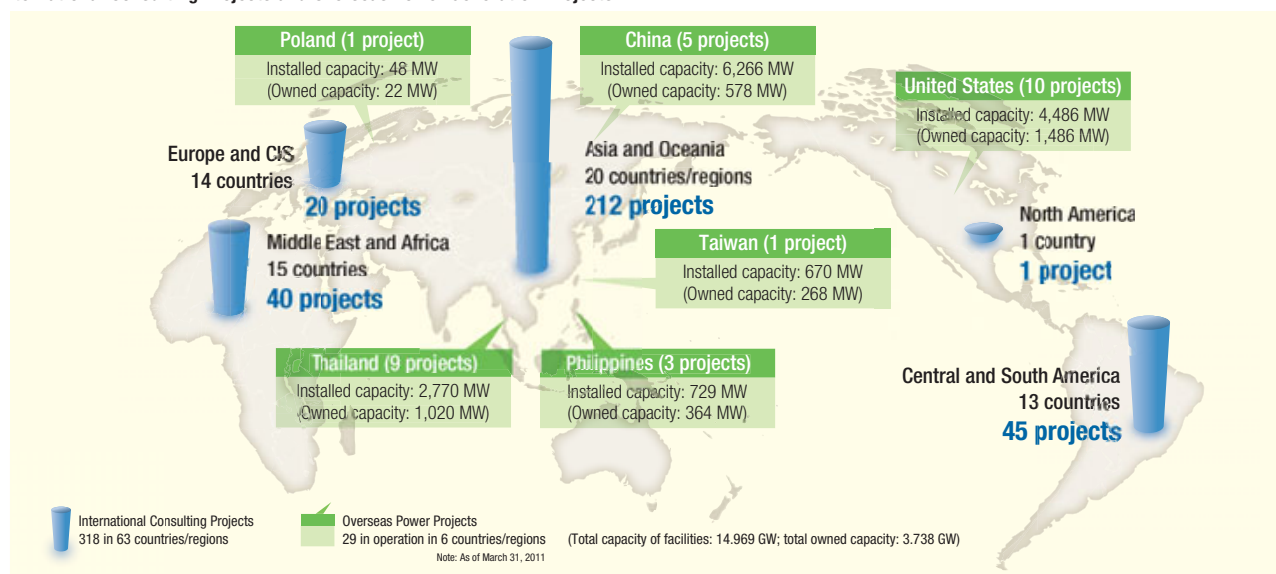 Poland (1 project)
Installed capacity: 48 MW
(Owned capacity: 22 MW)
China (5 projects)
Installed capacity: 6,266 MW
(Owned capacity: 578 MW)
United States (10 projects)
Installed capacity: 4,486 MW
(Owned capacity: 1,486 MW)
Europe and CIS
14 countries
20 projects
Asia and Oceania
20 countries/regions
212 projects
Middle East and Africa
15 countries
40 projects
Taiwan (1 project)
Installed capacity: 670 MW
(Owned capacity: 268 MW)
North America
1 country
1 project
Thailand (9 projects)
Installed capacity: 2,770 MW
(Owned capacity: 1,020 MW)
Philippines (3 projects)
Installed capacity: 729 MW
(Owned capacity: 364 MW)
Central and South America
13 countries
45 projects
International Consulting Projects
318 in 63 countries/regions
Overseas Power Projects
29 in operation in 6 countries/regions (Total capacity of facilities: 14.969 GW; total owned capacity: 3.738 GW)
Note: As of March 31, 2011